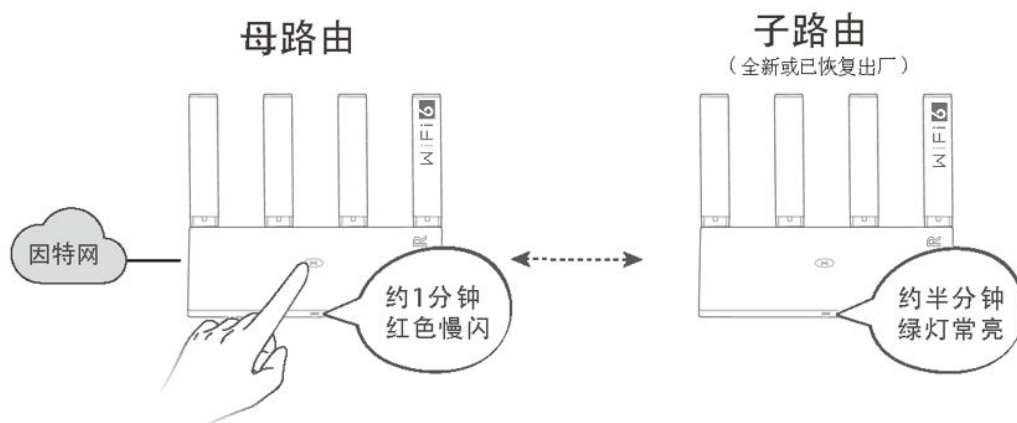 母路由
子路由
（全新或已恢复出厂）
WiFi6
WiFi6
因特网
R
R
约1分钟
红色慢闪
约半分钟
绿灯常亮